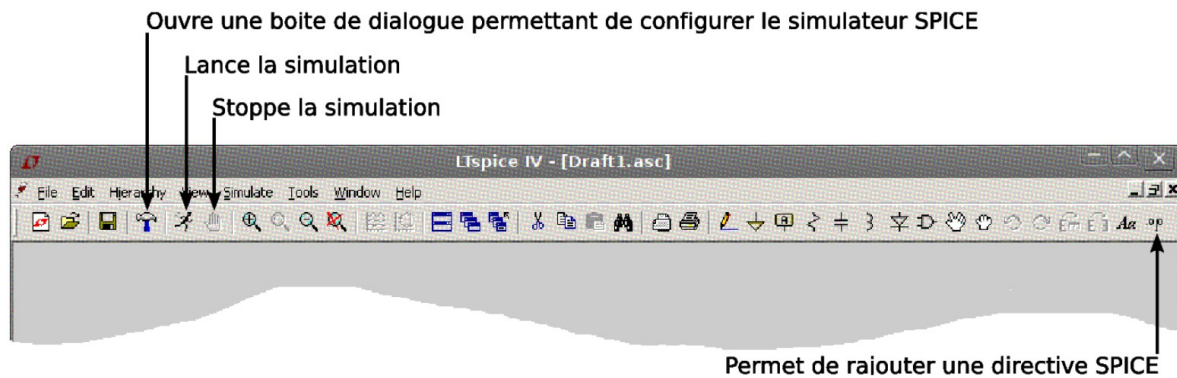 Ouvre une boite de dialogue permettant de configurer le simulateur SPICE
Lance la simulation
Stoppe la simulation
LTspice IV - [Draft1.asc]
File Edit Hierarchy View Simulate Tools Window Help
Aa .op
Permet de rajouter une directive SPICE